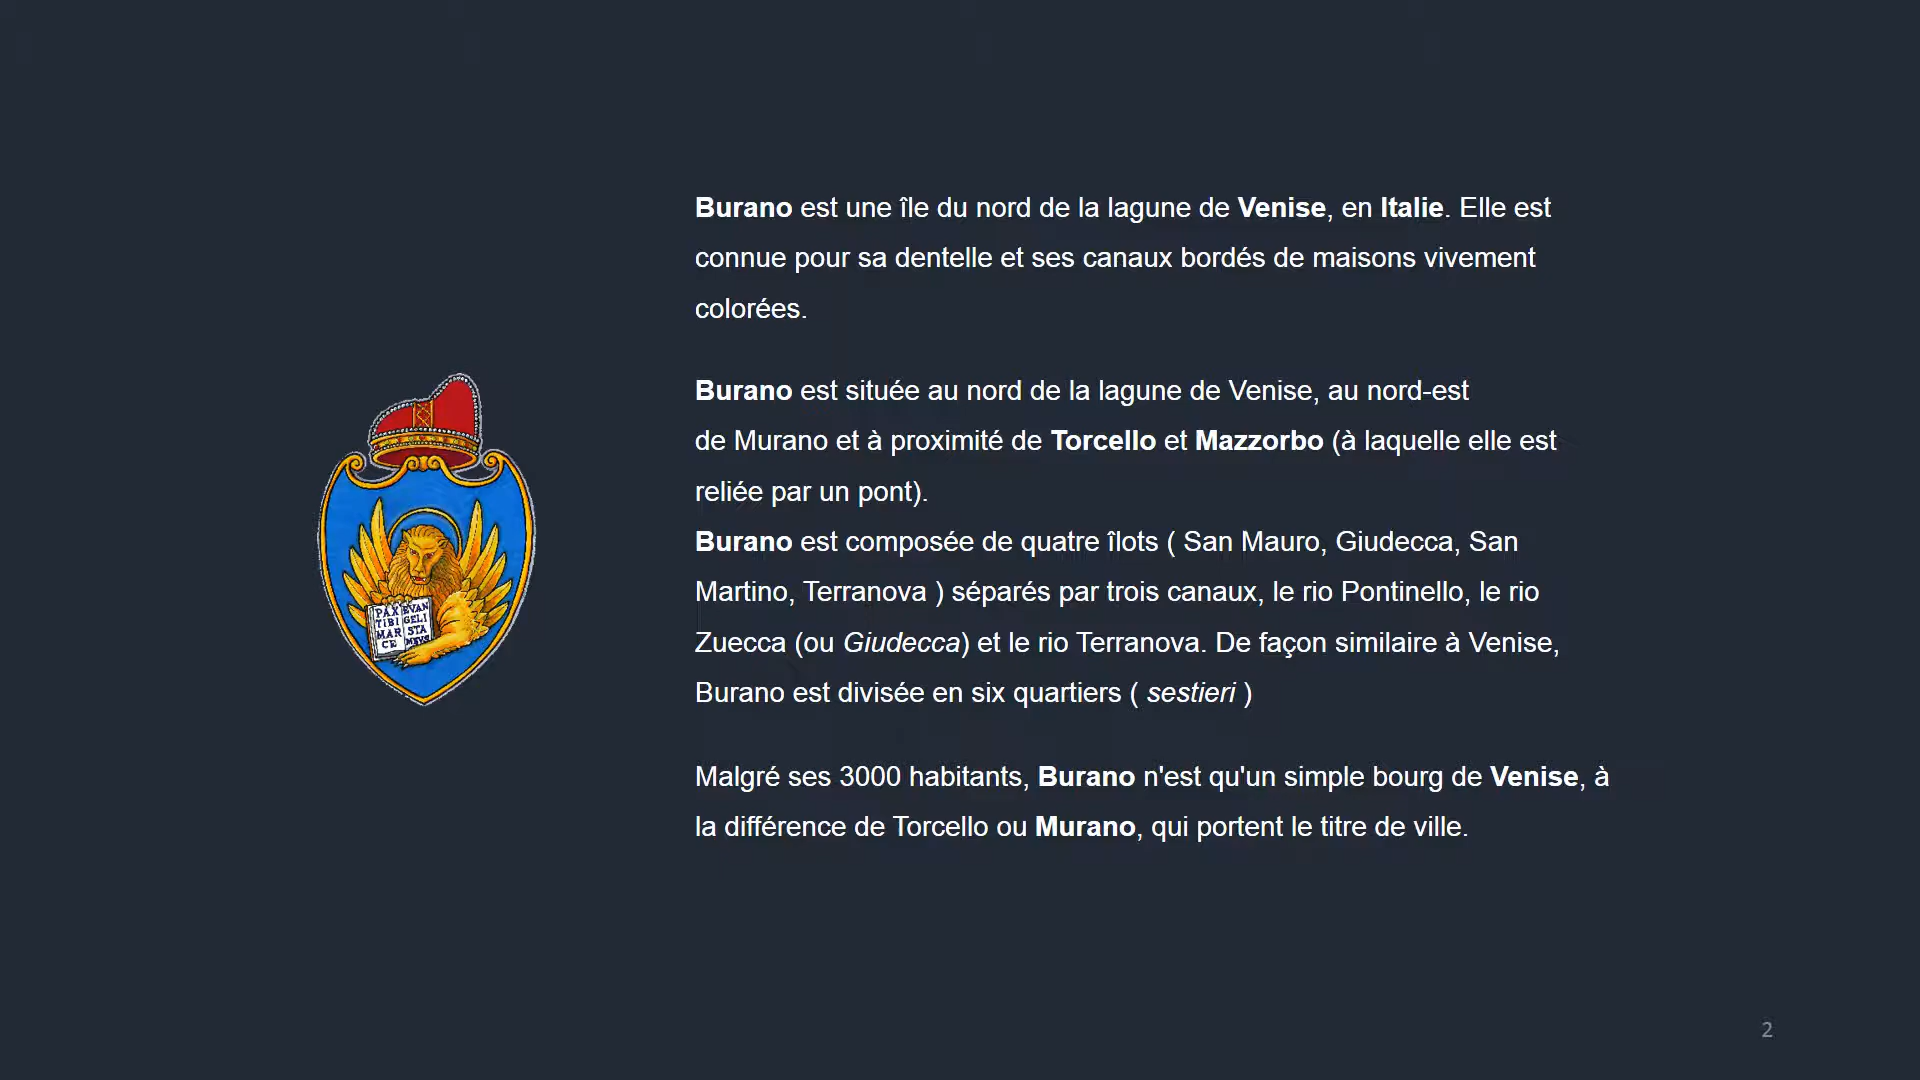 Burano est une île du nord de la lagune de Venise, en Italie. Elle est
connue pour sa dentelle et ses canaux bordés de maisons vivement
colorées.
Burano est située au nord de la lagune de Venise, au nord-est
de Murano et à proximité de Torcello et Mazzorbo (à laquelle elle est
reliée par un pont).
Burano est composée de quatre îlots ( San Mauro, Giudecca, San
Martino, Terranova ) séparés par trois canaux, le rio Pontinello, le rio
Zuecca (ou Giudecca) et le rio Terranova. De façon similaire à Venise,
Burano est divisée en six quartiers ( sestieri )
Malgré ses 3000 habitants, Burano n'est qu'un simple bourg de Venise, à
la différence de Torcello ou Murano, qui portent le titre de ville.
PAX
TIBI
MAR
CE
EVAN
GELI
STA
MEVS
2